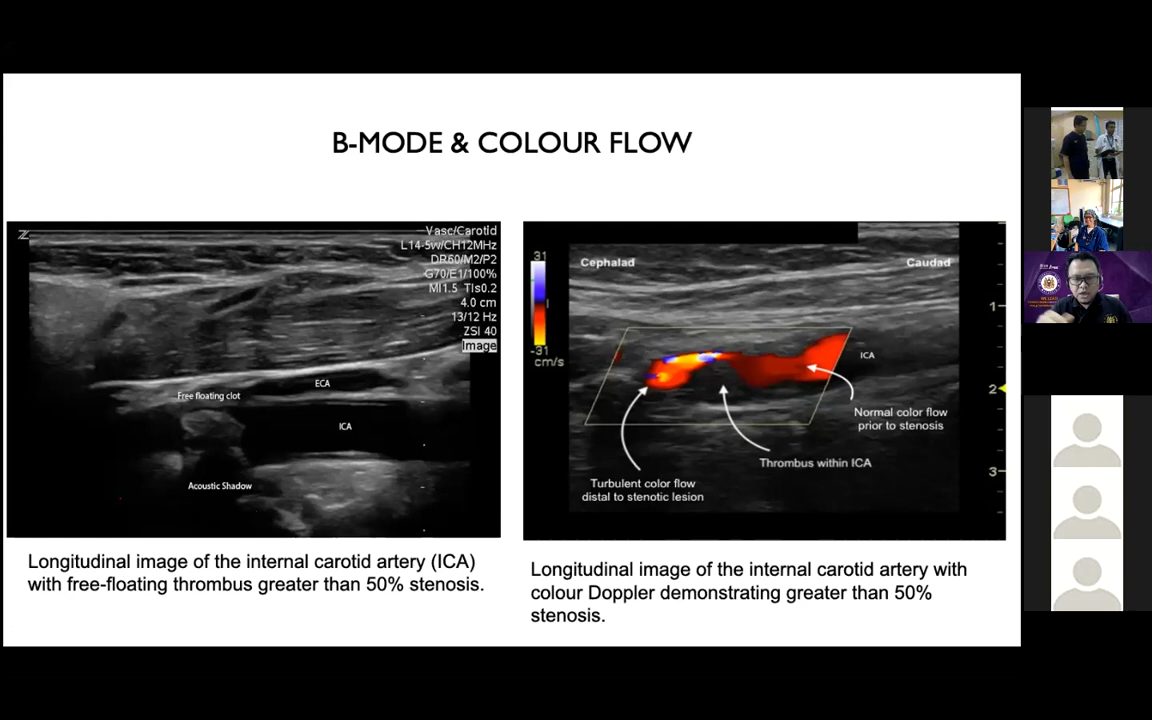 B-MODE & COLOUR FLOW
Z
Vasc/Carotid
L14-5w/CH12MHz
DR60/M2/P2
G70/E1/100%
MI1.5 TIs0.2
4.0 cm
13/12 Hz
ZSI 40
Image
ECA
Free floating clot
ICA
Acoustic Shadow
Longitudinal image of the internal carotid artery (ICA)
with free-floating thrombus greater than 50% stenosis.
31
-31
cm/s
Cephalad
Caudad
1
ICA
2
Normal color flow
prior to stenosis
Thrombus within ICA
3
Turbulent color flow
distal to stenotic lesion
Longitudinal image of the internal carotid artery with
colour Doppler demonstrating greater than 50%
stenosis.